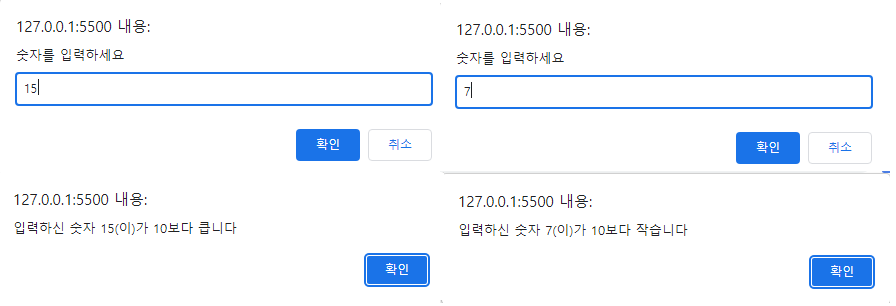 127.0.0.1:5500 내용:
숫자를 입력하세요
15
확인 취소
127.0.0.1:5500 내용:
입력하신 숫자 15(이)가 10보다 큽니다
확인
127.0.0.1:5500 내용:
숫자를 입력하세요
7
확인 취소
127.0.0.1:5500 내용:
입력하신 숫자 7(이)가 10보다 작습니다
확인